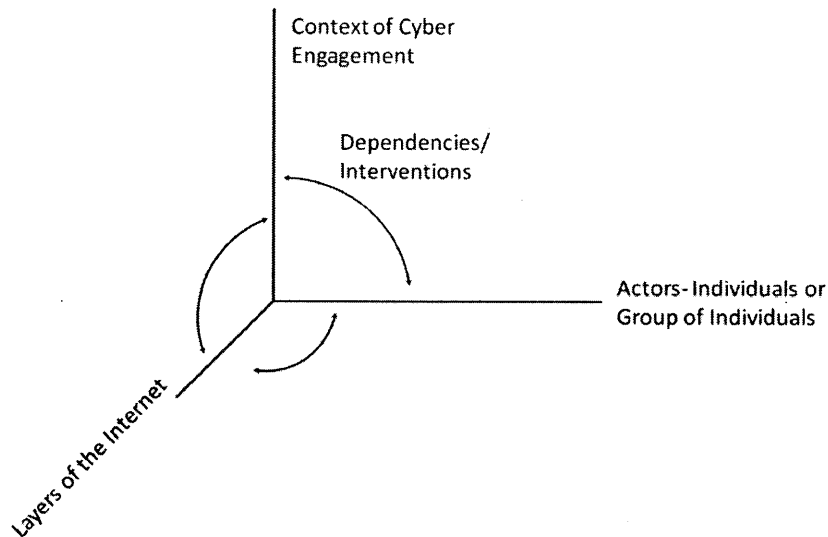 Context of Cyber
Engagement
Dependencies/
Interventions
Actors- Individuals or
Group of Individuals
Layers of the Internet